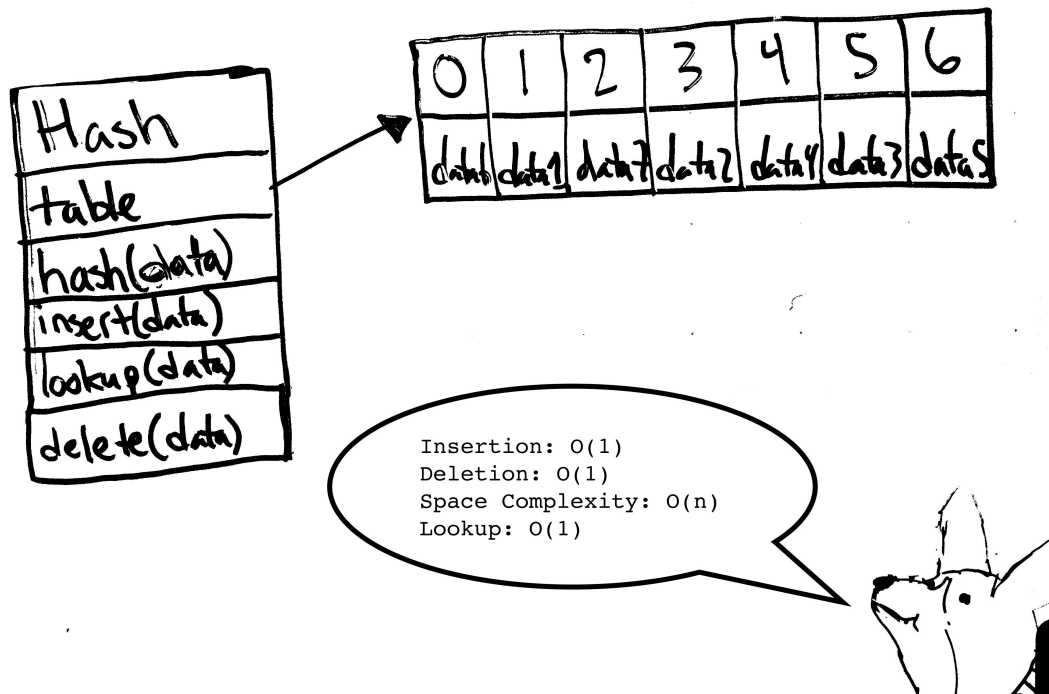 Hash
table
hash(data)
insert(data)
lookup(data)
delete(data)
0 1 2 3 4 5 6
data6 data1 data7 data2 data4 data3 data5
Insertion: O(1)
Deletion: O(1)
Space Complexity: O(n)
Lookup: O(1)